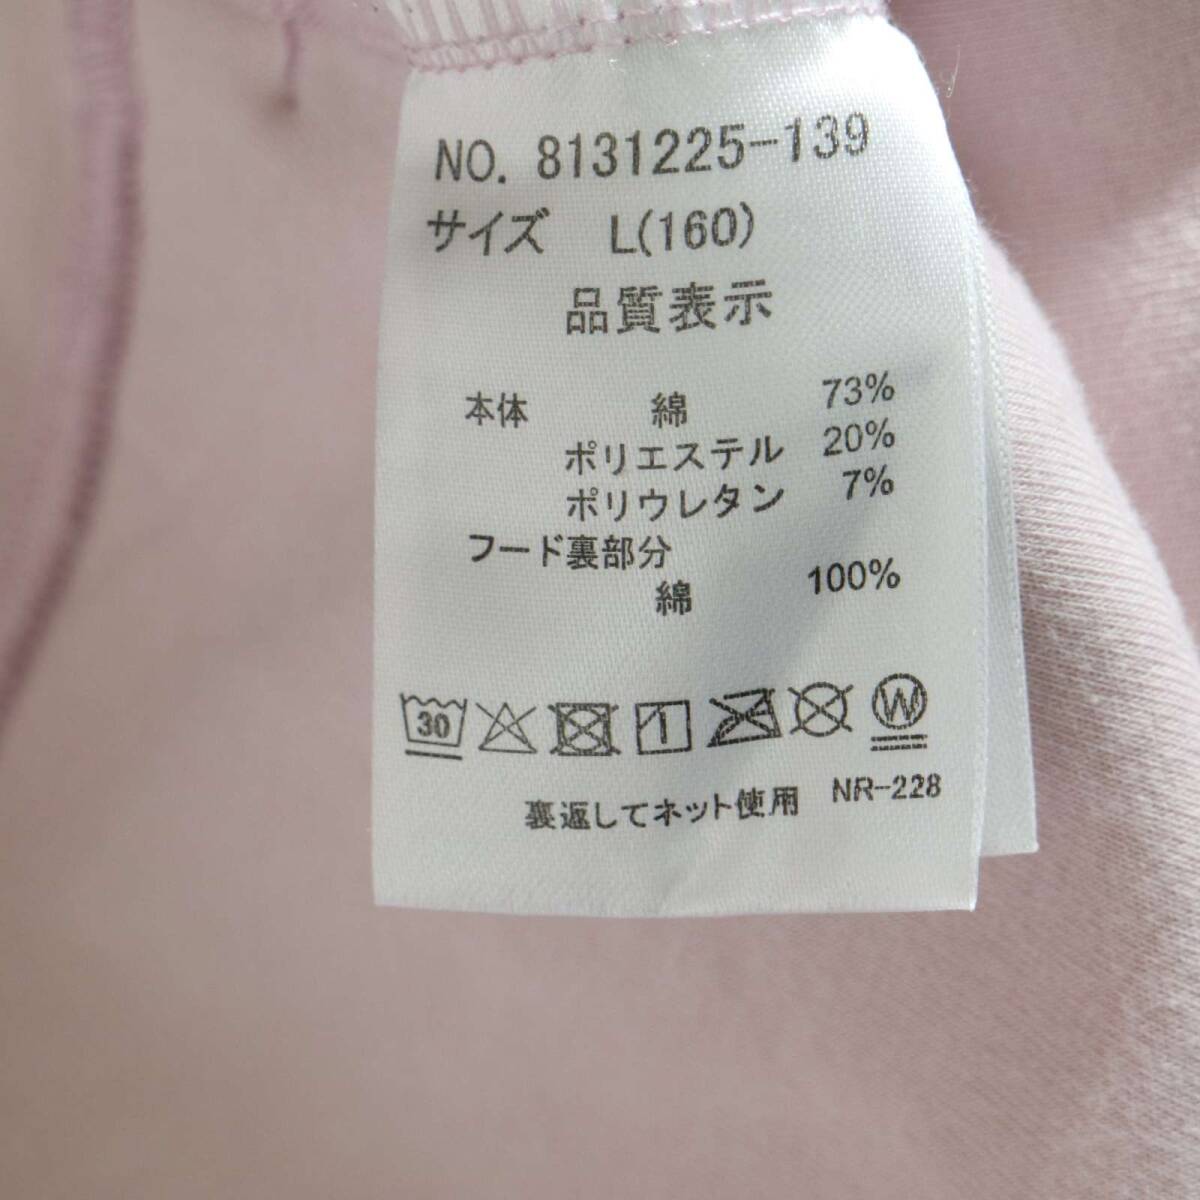 NO. 8131225-139
サイズ L(160)
品質表示
本体 綿 73%
ポリエステル 20%
ポリウレタン 7%
フード裏部分
綿 100%
30 W
裏返してネット使用 NR-228